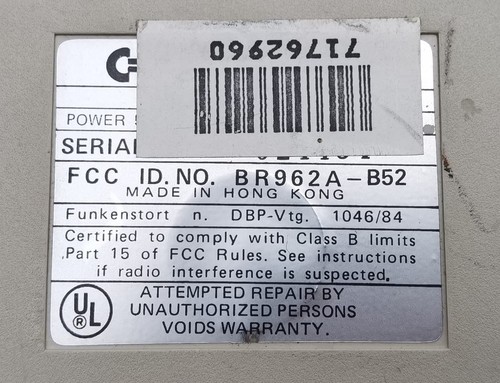 71762960
POWER
SERIAL
FCC ID. NO. BR962A-B52
MADE IN HONG KONG
Funkenstort n. DBP-Vtg. 1046/84
Certified to comply with Class B limits
Part 15 of FCC Rules. See instructions
if radio interference is suspected.
UL
®
ATTEMPTED REPAIR BY
UNAUTHORIZED PERSONS
VOIDS WARRANTY.